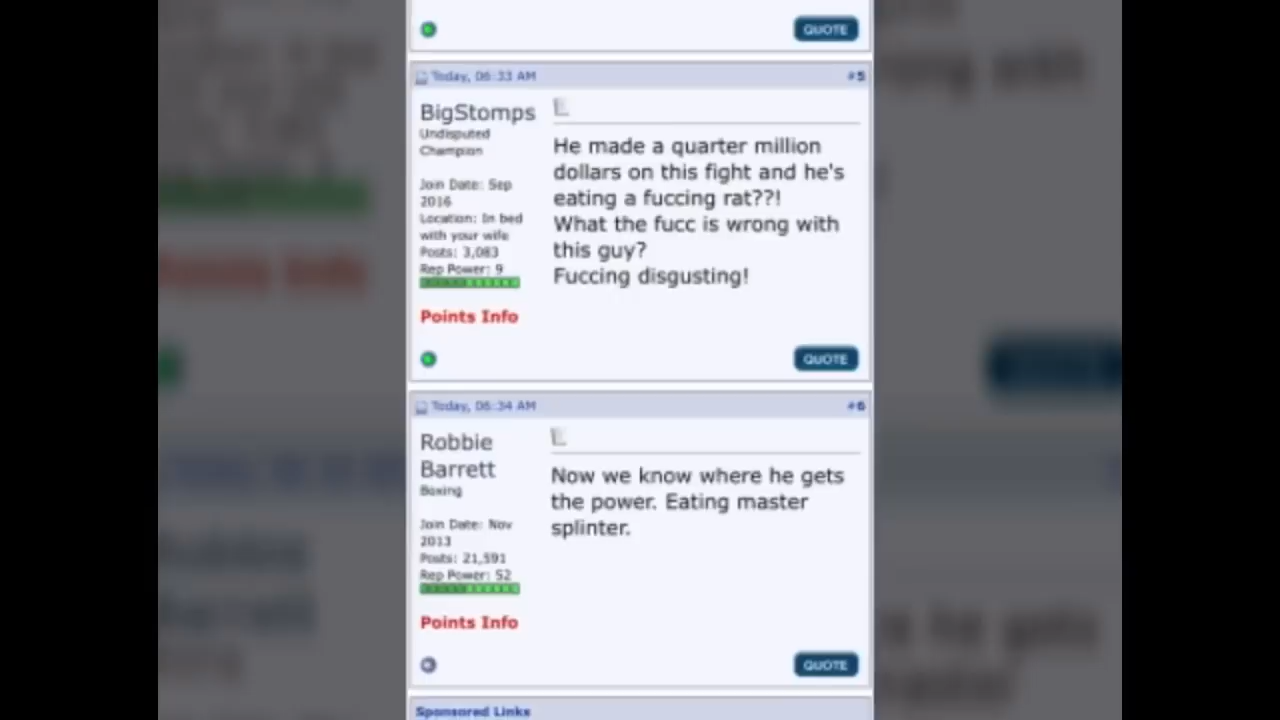 QUOTE
Today, 06:33 AM
#5
BigStomps
Undisputed
Champion
Join Date: Sep
2016
Location: In bed
with your wife
Posts: 3,083
Rep Power: 9
Points Info
He made a quarter million
dollars on this fight and he's
eating a fuccing rat??!
What the fucc is wrong with
this guy?
Fuccing disgusting!
QUOTE
Today, 06:34 AM
#6
Robbie
Barrett
Boxing
Join Date: Nov
2013
Posts: 21,591
Rep Power: 52
Points Info
Now we know where he gets
the power. Eating master
splinter.
QUOTE
Sponsored Links